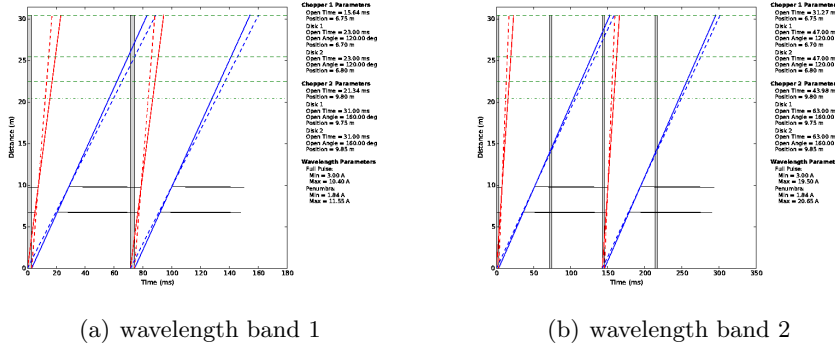 30
25
20
15
10
5
0
Distance (m)
0 20 40 60 80 100 120 140 160 180
Time (ms)
Chopper 1 Parameters
Open Time = 15.64 ms
Position = 6.75 m
Disk 1
Open Time = 23.00 ms
Open Angle = 120.00 deg
Position = 6.70 m
Disk 2
Open Time = 23.00 ms
Open Angle = 120.00 deg
Position = 6.80 m
Chopper 2 Parameters
Open Time = 21.34 ms
Position = 9.80 m
Disk 1
Open Time = 31.00 ms
Open Angle = 160.00 deg
Position = 9.75 m
Disk 2
Open Time = 31.00 ms
Open Angle = 160.00 deg
Position = 9.85 m
Wavelength Parameters
Full Pulse:
Min = 3.00 A
Max = 10.40 A
Penumbra:
Min = 1.84 A
Max = 11.55 A
(a) wavelength band 1
30
25
20
15
10
5
0
Distance (m)
0 50 100 150 200 250 300 350
Time (ms)
Chopper 1 Parameters
Open Time = 31.27 m
Position = 6.75 m
Disk 1
Open Time = 47.00 m
Open Angle = 120.00
Position = 6.70 m
Disk 2
Open Time = 47.00 m
Open Angle = 120.00
Position = 6.80 m
Chopper 2 Parameters
Open Time = 43.98 m
Position = 9.80 m
Disk 1
Open Time = 63.00 m
Open Angle = 160.00
Position = 9.75 m
Disk 2
Open Time = 63.00 m
Open Angle = 160.00
Position = 9.85 m
Wavelength Paramet
Full Pulse:
Min = 3.00 A
Max = 19.50 A
Penumbra:
Min = 1.84 A
Max = 20.65 A
(b) wavelength band 2